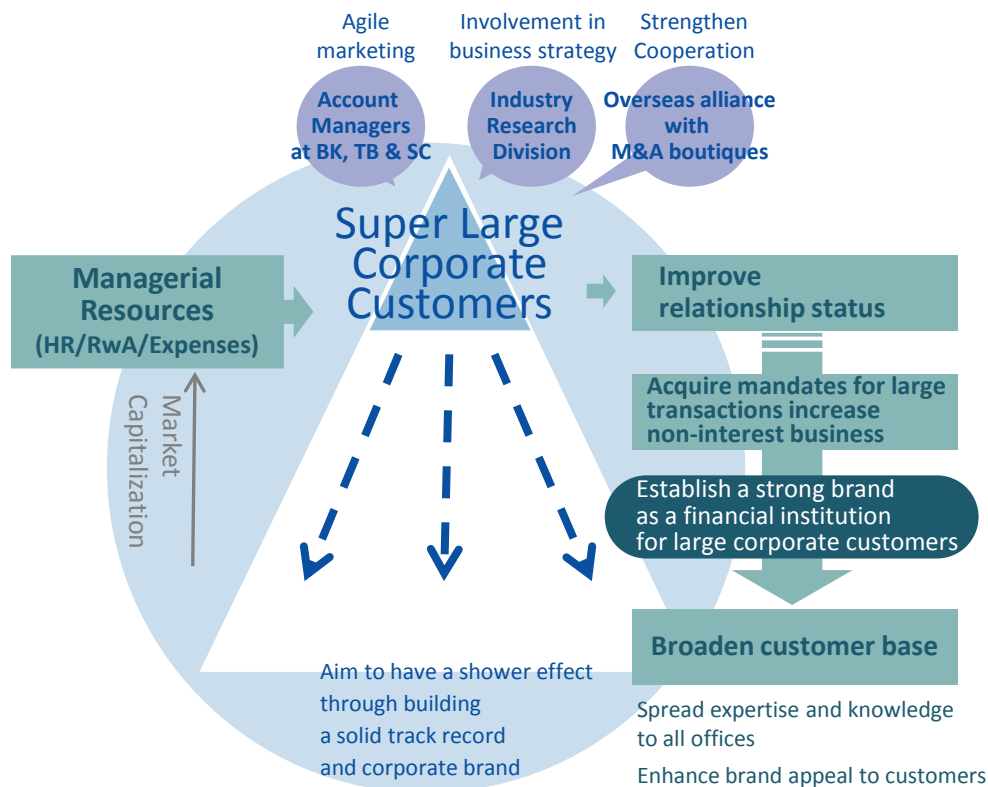 Agile
marketing
Involvement in
business strategy
Strengthen
Cooperation
Account
Managers
at BK, TB & SC
Industry
Research
Division
Overseas alliance
with
M&A boutiques
Super Large
Corporate
Customers
Managerial
Resources
(HR/RwA/Expenses)
Market
Capitalization
Improve
relationship status
Acquire mandates for large
transactions increase
non-interest business
Establish a strong brand
as a financial institution
for large corporate customers
Broaden customer base
Aim to have a shower effect
through building
a solid track record
and corporate brand
Spread expertise and knowledge
to all offices
Enhance brand appeal to customers